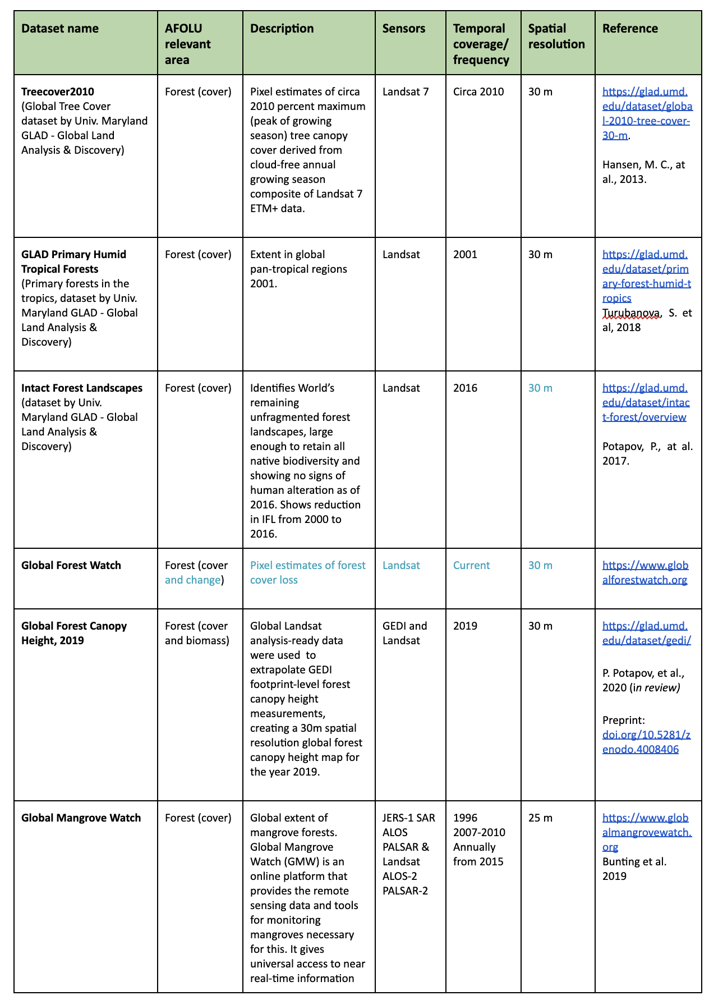 Dataset name
AFOLU
relevant
area
Description
Sensors
Temporal
coverage/
frequency
Spatial
resolution
Reference
Treecover2010
(Global Tree Cover
dataset by Univ. Maryland
GLAD - Global Land
Analysis & Discovery)
Forest (cover)
Pixel estimates of circa
2010 percent maximum
(peak of growing
season) tree canopy
cover derived from
cloud-free annual
growing season
composite of Landsat 7
ETM+ data.
Landsat 7
Circa 2010
30 m
https://glad.umd.
edu/dataset/globa
l-2010-tree-cover-
30-m.
Hansen, M. C., at
al., 2013.
GLAD Primary Humid
Tropical Forests
(Primary forests in the
tropics, dataset by Univ.
Maryland GLAD - Global
Land Analysis &
Discovery)
Forest (cover)
Extent in global
pan-tropical regions
2001.
Landsat
2001
30 m
https://glad.umd.
edu/dataset/prim
ary-forest-humid-t
ropics
Turubanova, S. et
al, 2018
Intact Forest Landscapes
(dataset by Univ.
Maryland GLAD - Global
Land Analysis &
Discovery)
Forest (cover)
Identifies World’s
remaining
unfragmented forest
landscapes, large
enough to retain all
native biodiversity and
showing no signs of
human alteration as of
2016. Shows reduction
in IFL from 2000 to
2016.
Landsat
2016
30 m
https://glad.umd.
edu/dataset/intac
t-forest/overview
Potapov, P., at al.
2017.
Global Forest Watch
Forest (cover
and change)
Pixel estimates of forest
cover loss
Landsat
Current
30 m
https://www.glob
alforestwatch.org
Global Forest Canopy
Height, 2019
Forest (cover
and biomass)
Global Landsat
analysis-ready data
were used to
extrapolate GEDI
footprint-level forest
canopy height
measurements,
creating a 30m spatial
resolution global forest
canopy height map for
the year 2019.
GEDI and
Landsat
2019
30 m
https://glad.umd.
edu/dataset/gedi/
P. Potapov, et al.,
2020 (in review)
Preprint:
doi.org/10.5281/z
enodo.4008406
Global Mangrove Watch
Forest (cover)
Global extent of
mangrove forests.
Global Mangrove
Watch (GMW) is an
online platform that
provides the remote
sensing data and tools
for monitoring
mangroves necessary
for this. It gives
universal access to near
real-time information
JERS-1 SAR
ALOS
PALSAR &
Landsat
ALOS-2
PALSAR-2
1996
2007-2010
Annually
from 2015
25 m
https://www.glob
almangrovewatch.
org
Bunting et al.
2019